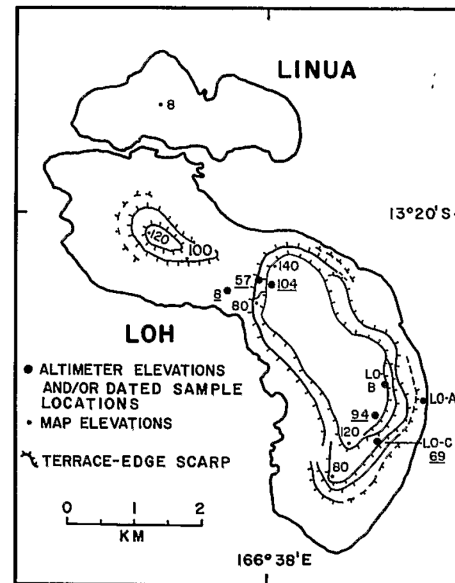 LINUA
8
13°20'S
120
100
140
57
104
8
80
LOH
LO-
B
LO-A
94
120
LO-C
69
80
ALTIMETER ELEVATIONS
AND/OR DATED SAMPLE
LOCATIONS
MAP ELEVATIONS
TERRACE-EDGE SCARP
0 1 2
KM
166°38'E